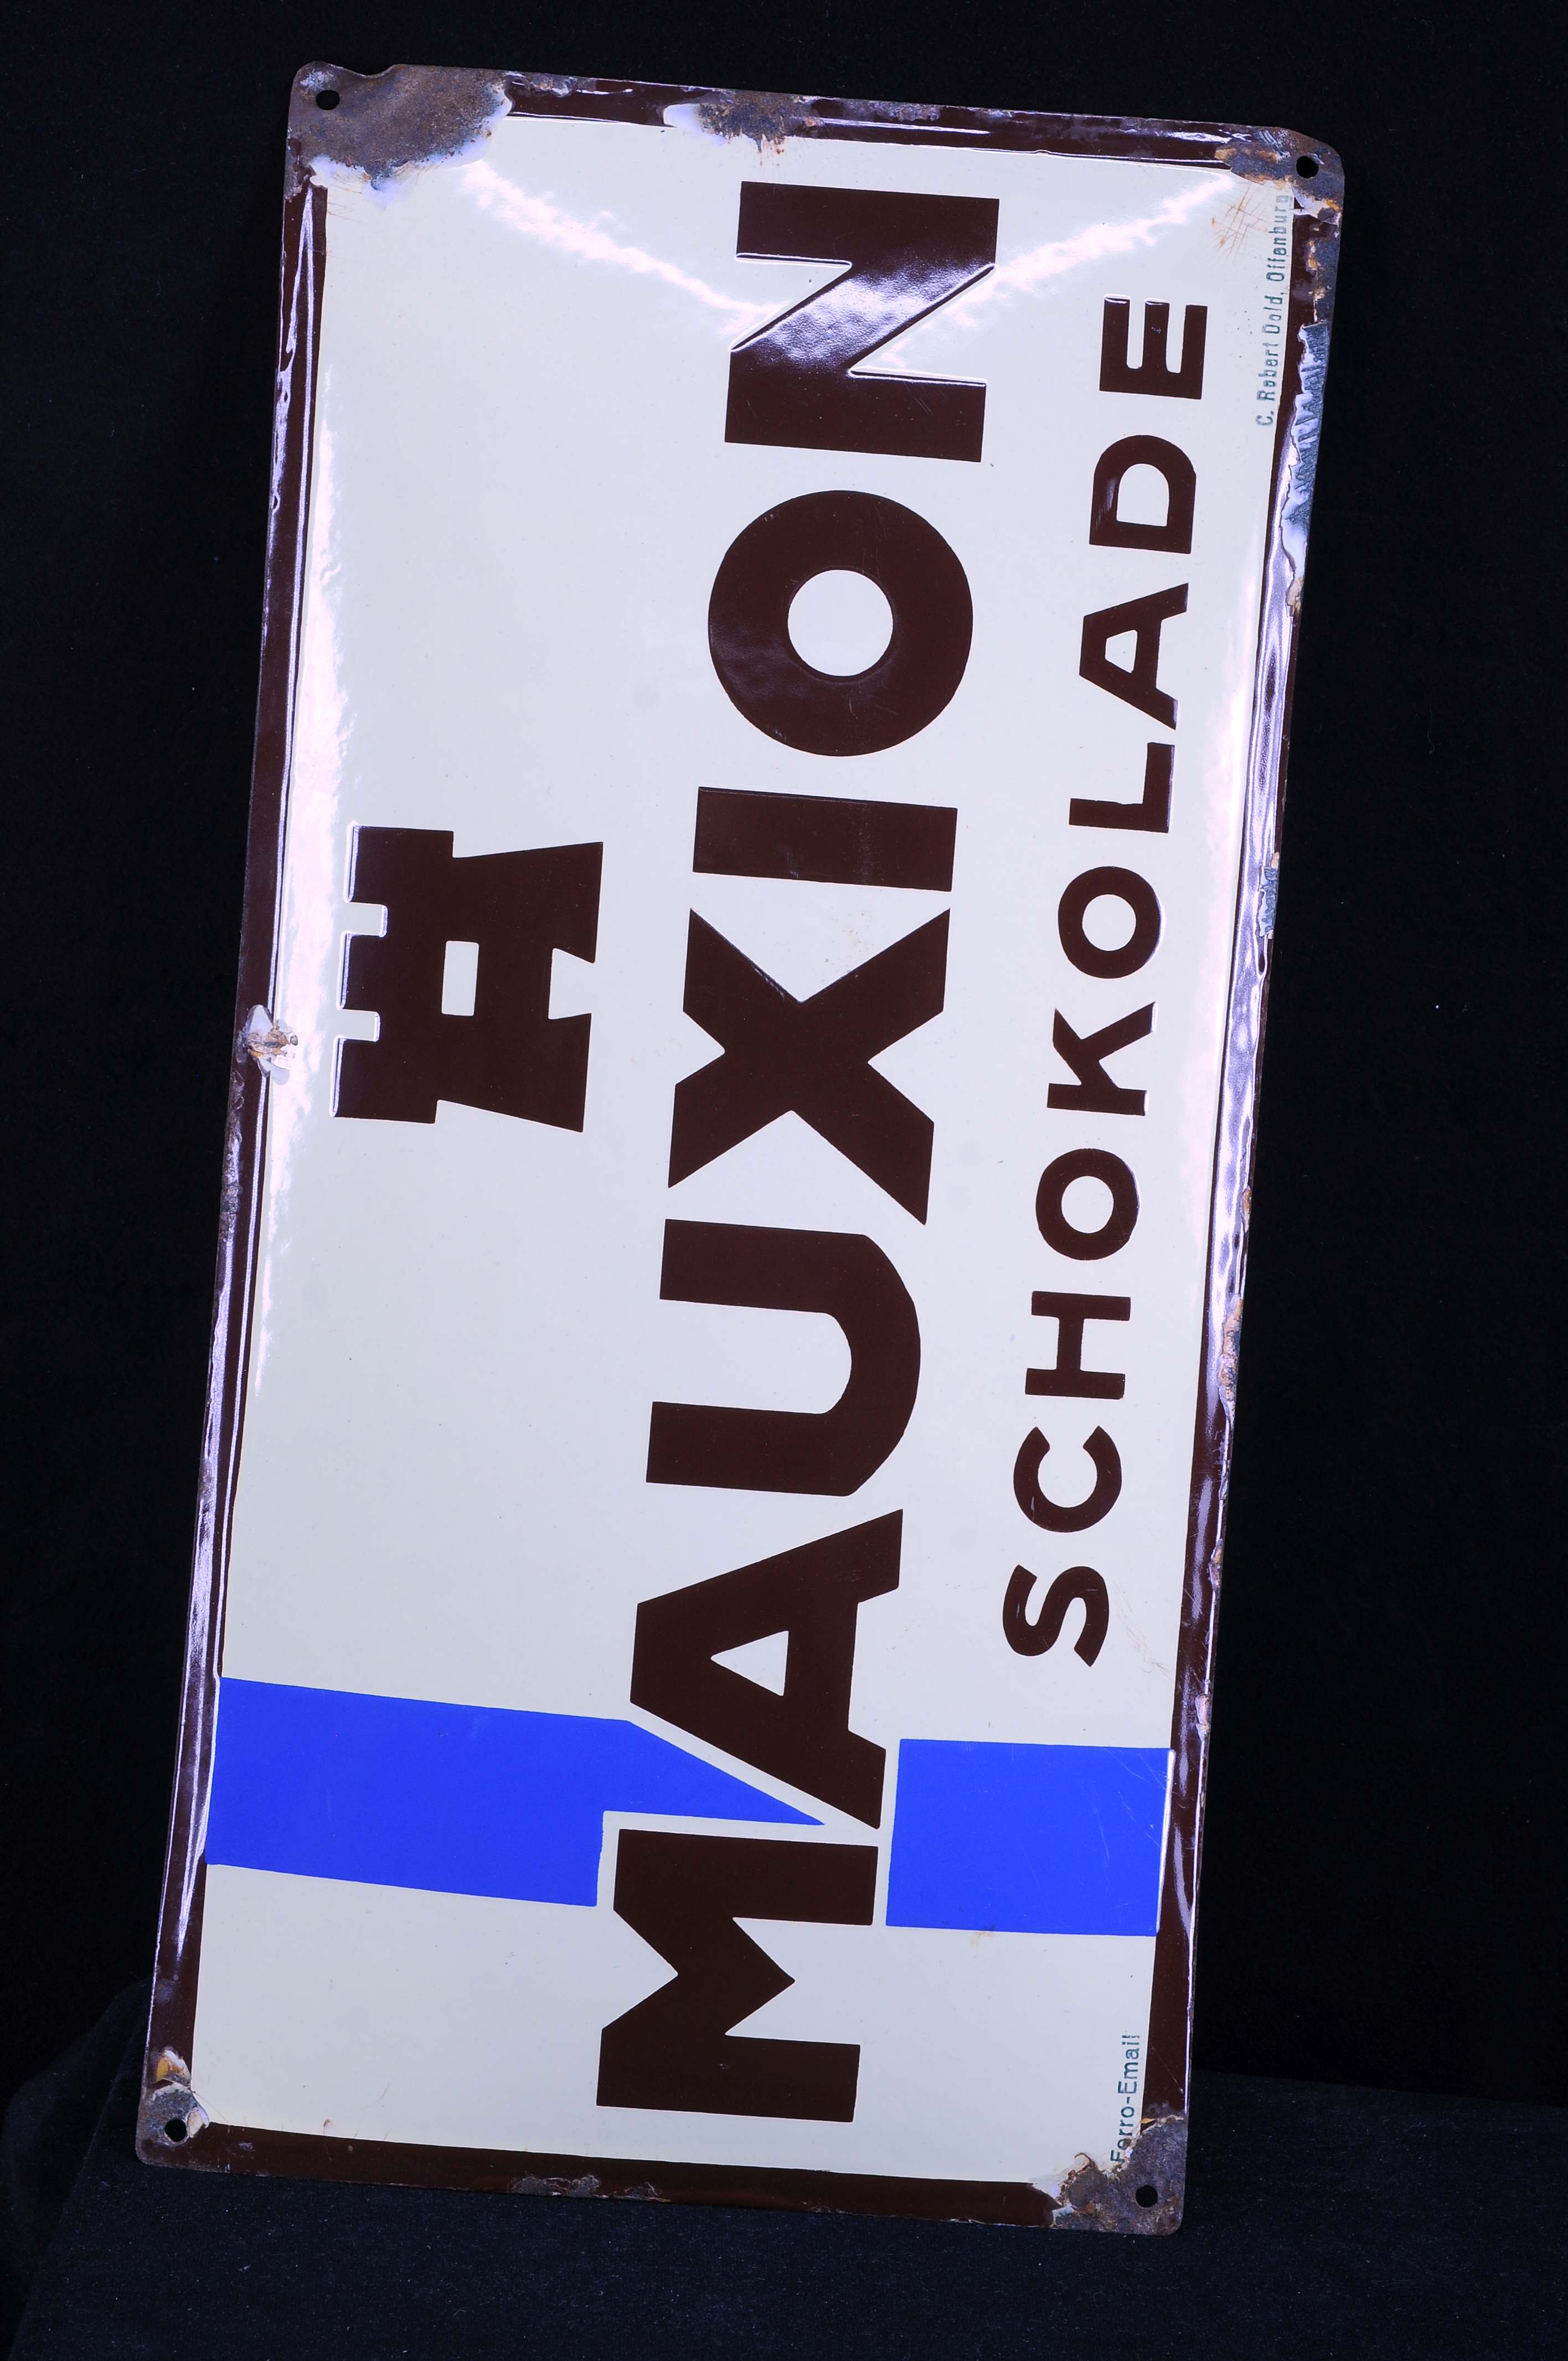 MAUXION
SCHOKOLADE
Ferro-Email
C. Robert Dold, Offenburg